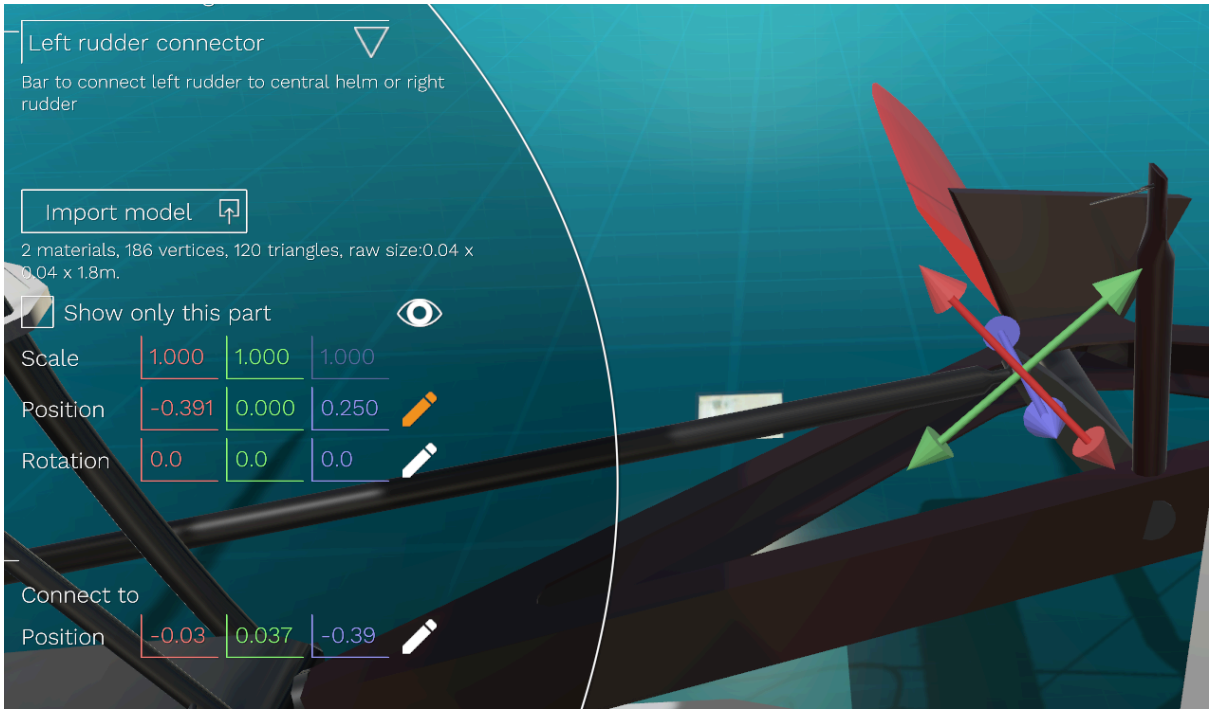 Left rudder connector
Bar to connect left rudder to central helm or right
rudder
Import model
2 materials, 186 vertices, 120 triangles, raw size:0.04 x
0.04 x 1.8m.
Show only this part
Scale 1.000 1.000 1.000
Position -0.391 0.000 0.250
Rotation 0.0 0.0 0.0
Connect to
Position -0.03 0.037 -0.39